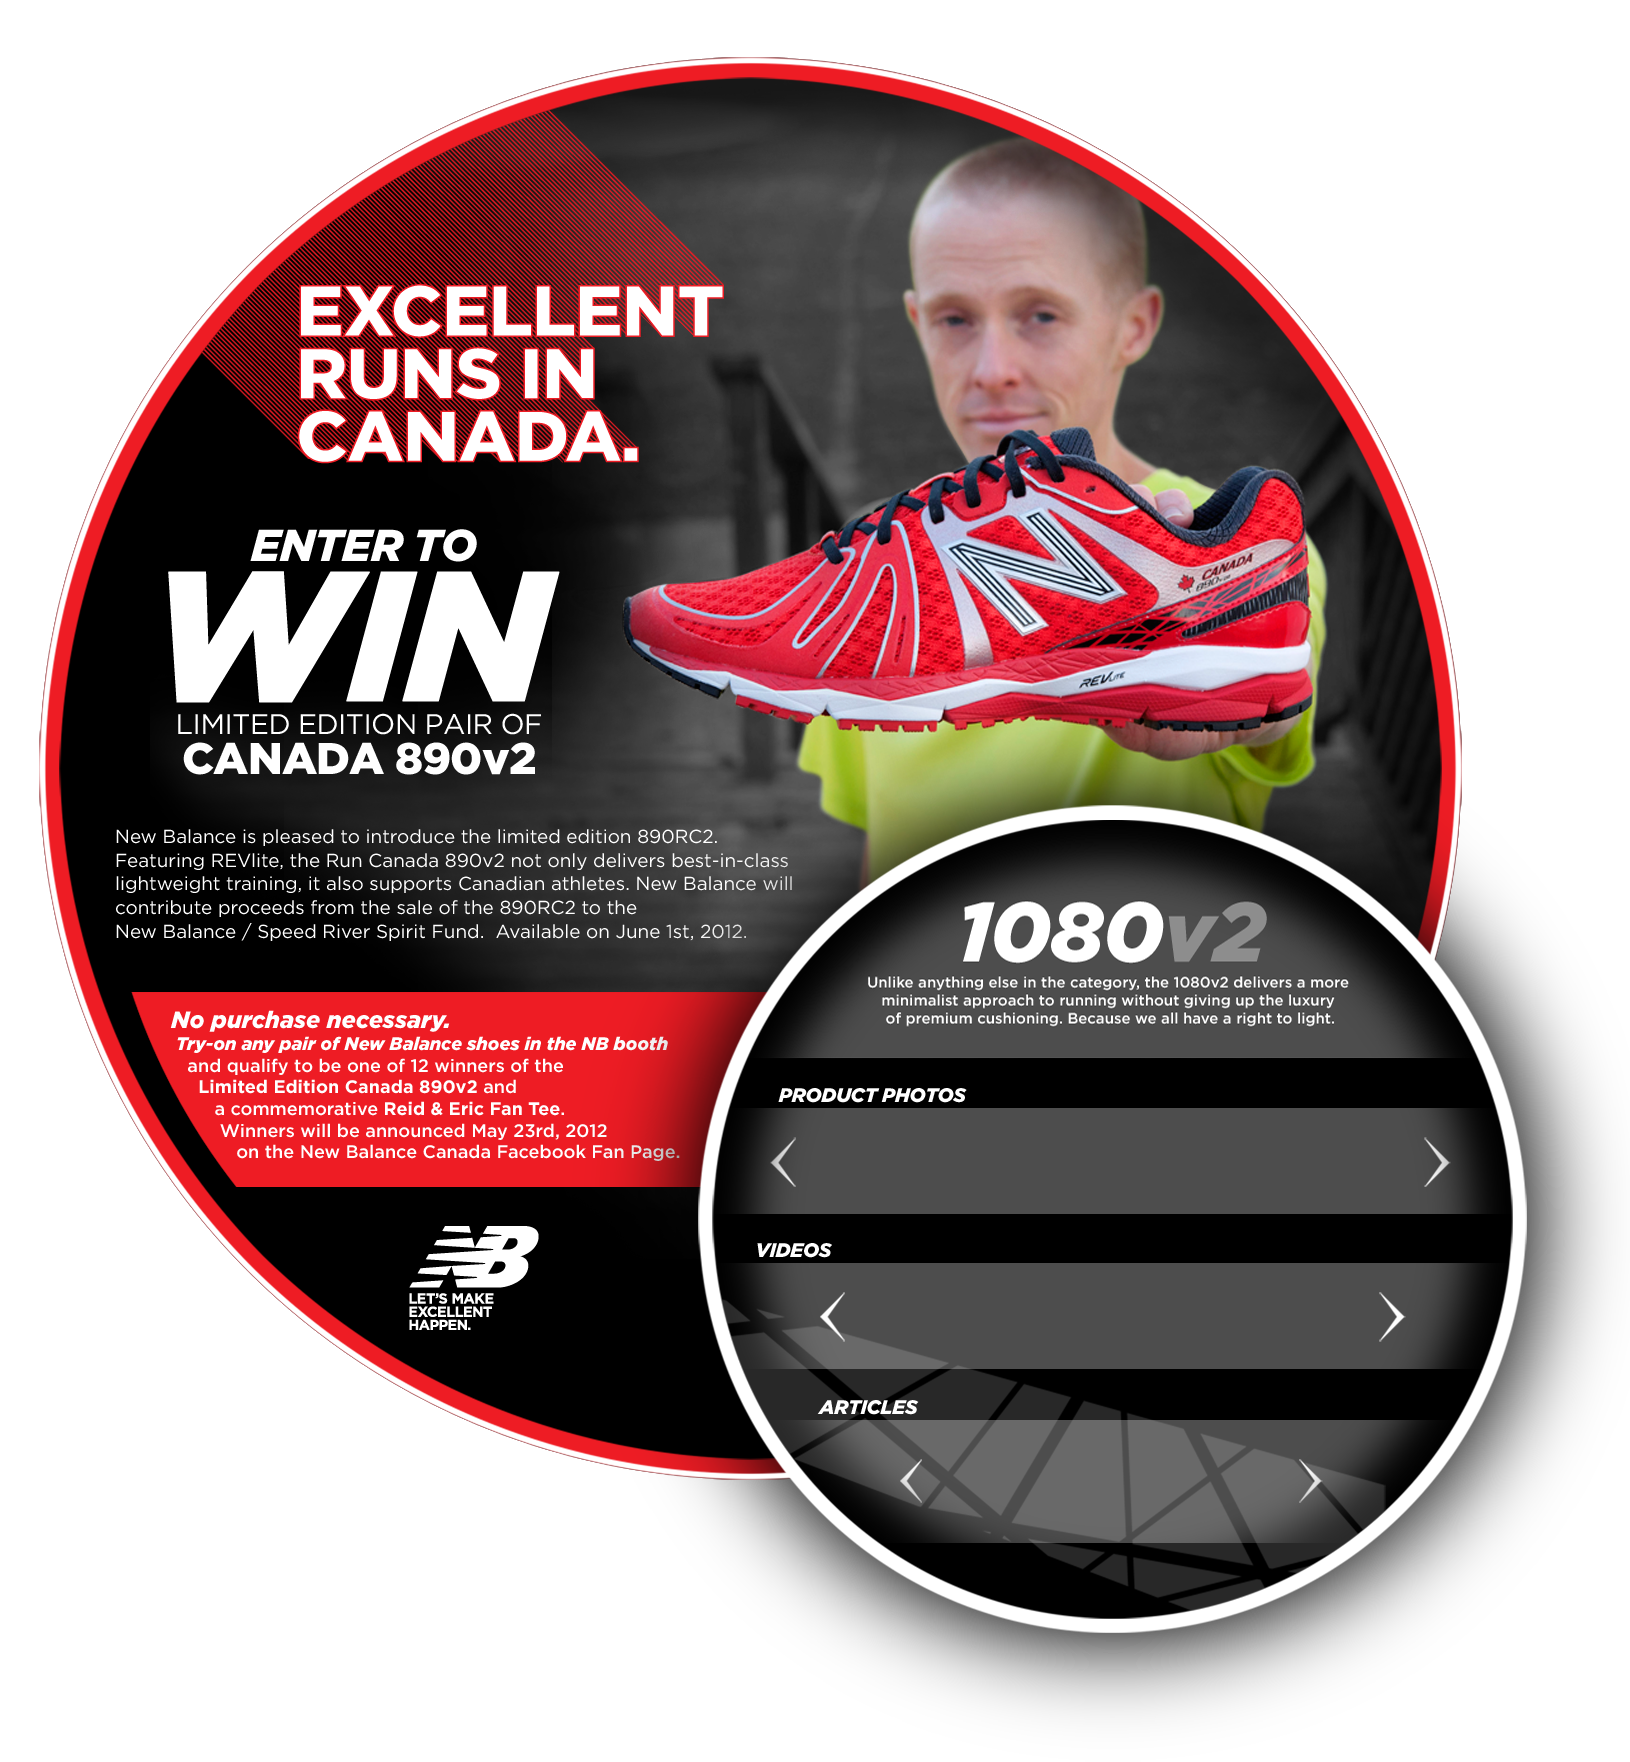 EXCELLENT
RUNS IN
CANADA.
ENTER TO
WIN
LIMITED EDITION PAIR OF
CANADA 890v2
N
CANADA
REVLITE
New Balance is pleased to introduce the limited edition 890RC2.
Featuring REVlite, the Run Canada 890v2 not only delivers best-in-class
lightweight training, it also supports Canadian athletes. New Balance will
contribute proceeds from the sale of the 890RC2 to the
New Balance / Speed River Spirit Fund.  Available on June 1st, 2012.
No purchase necessary.
Try-on any pair of New Balance shoes in the NB booth
and qualify to be one of 12 winners of the
Limited Edition Canada 890v2 and
a commemorative Reid & Eric Fan Tee.
Winners will be announced May 23rd, 2012
on the New Balance Canada Facebook Fan Page.
NB
LET'S MAKE
EXCELLENT
HAPPEN.
1080v2
Unlike anything else in the category, the 1080v2 delivers a more
minimalist approach to running without giving up the luxury
of premium cushioning. Because we all have a right to light.
PRODUCT PHOTOS
VIDEOS
ARTICLES